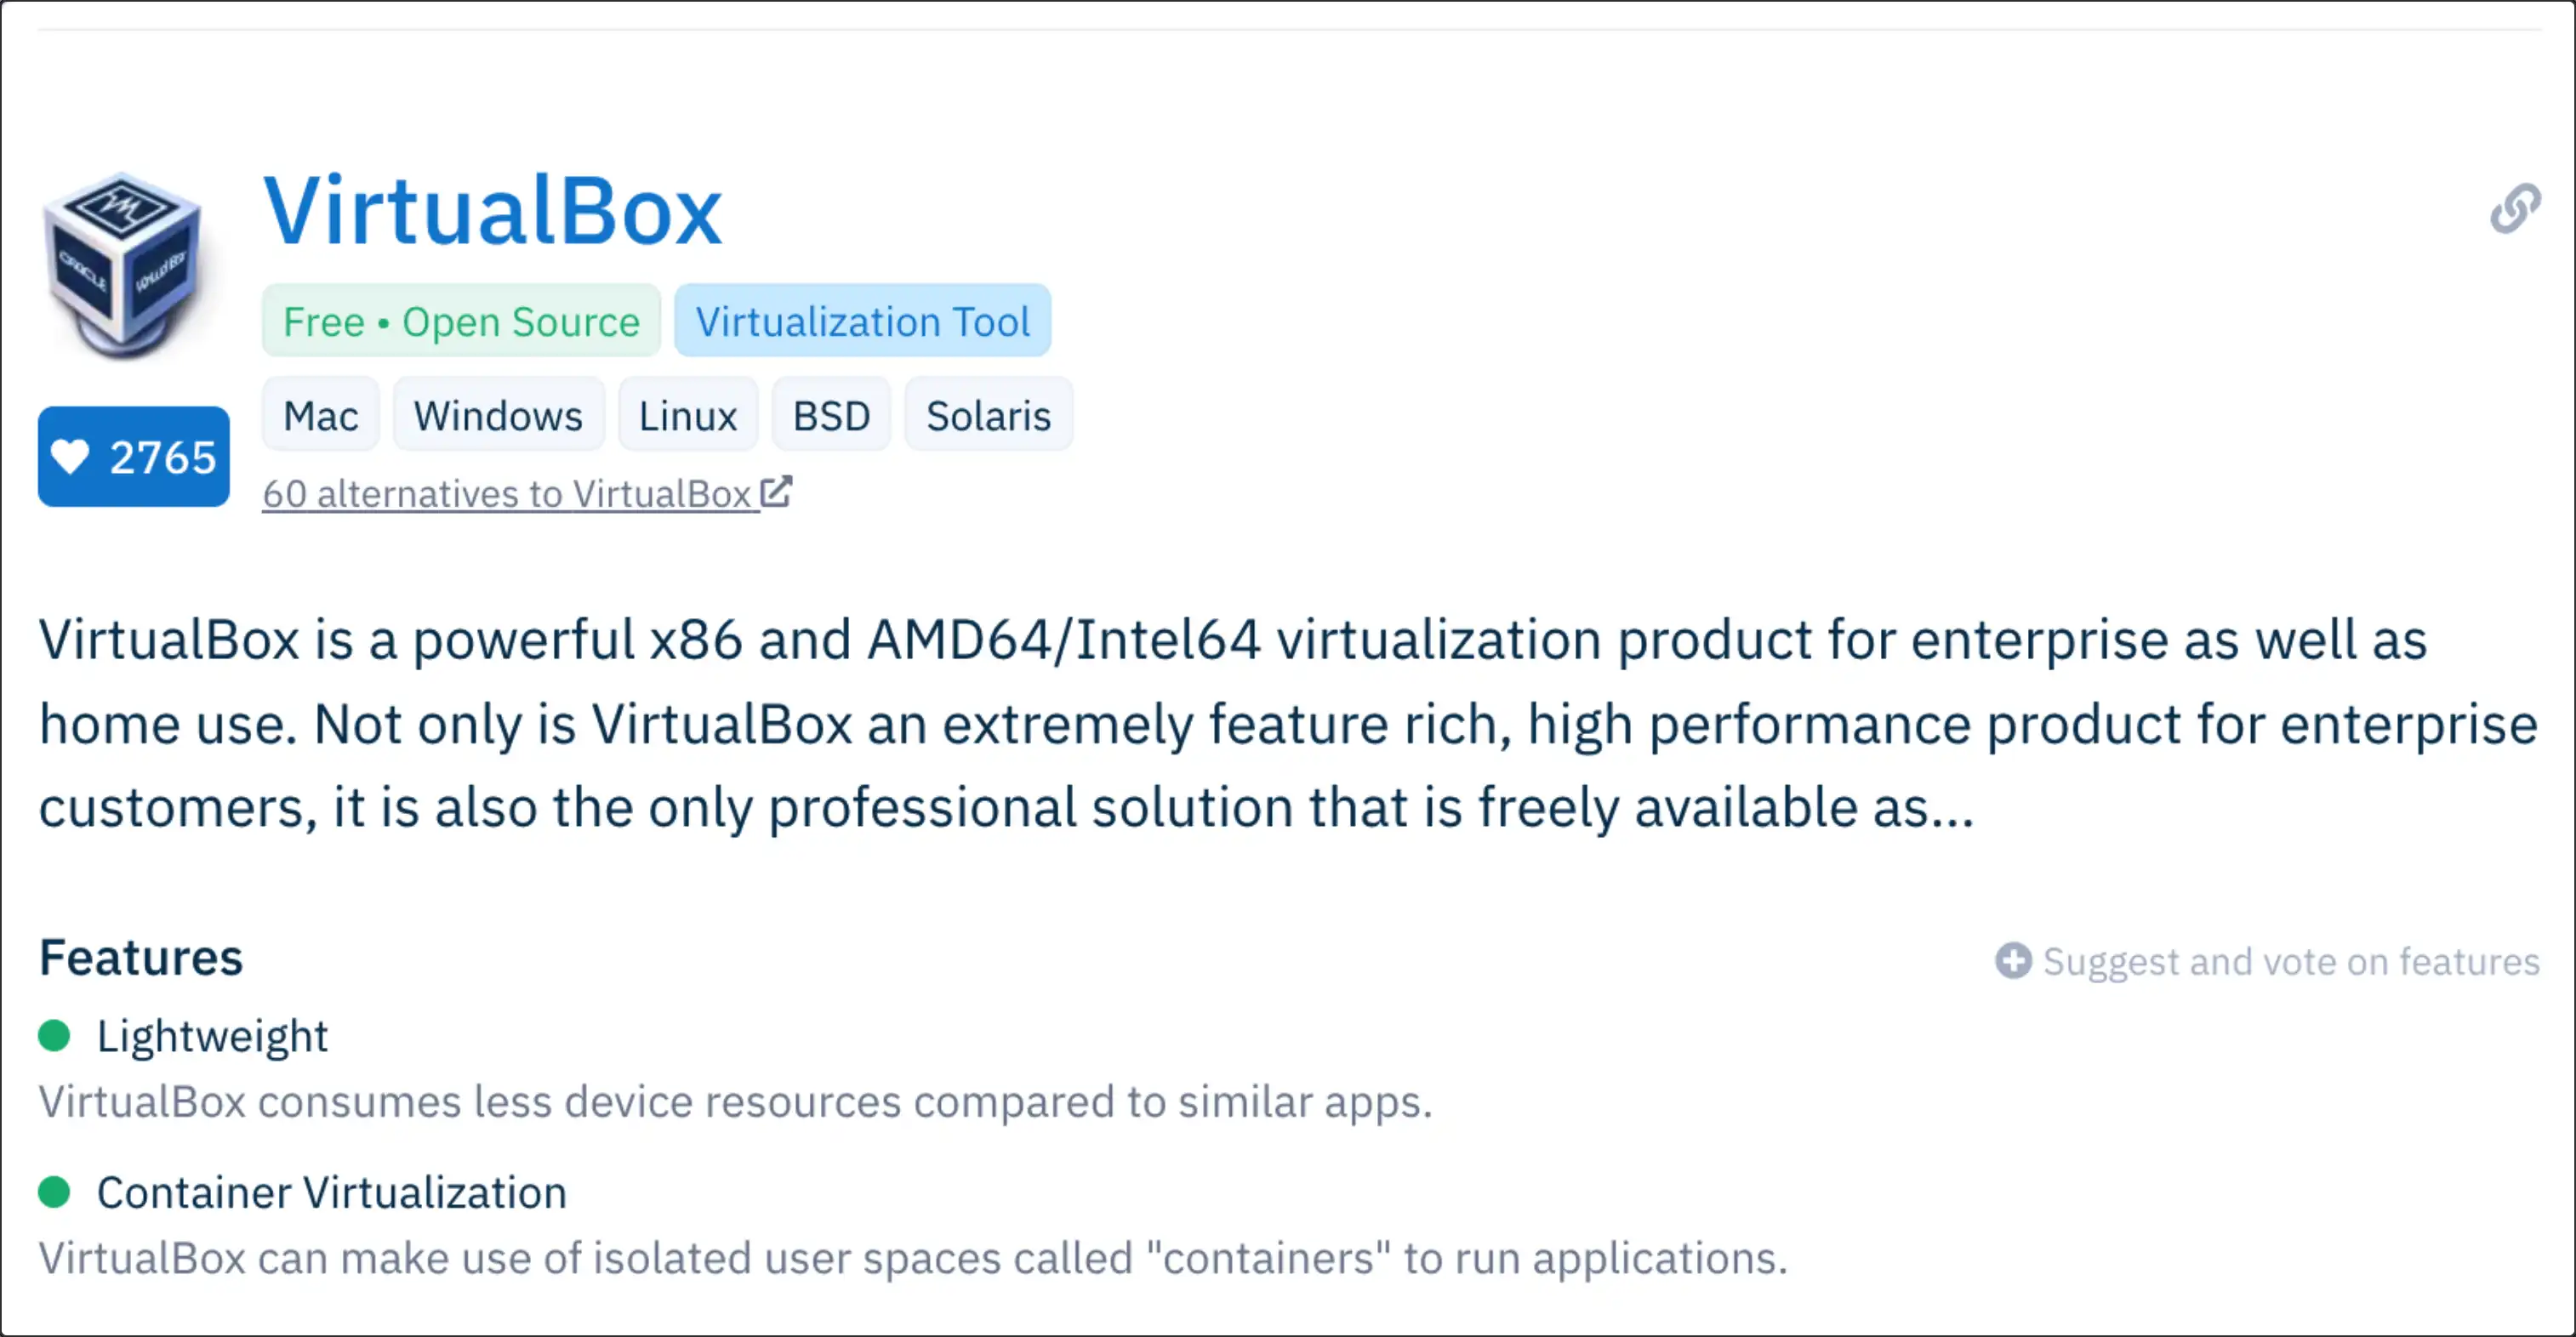 VirtualBox
Free • Open Source
Virtualization Tool
Mac
Windows
Linux
BSD
Solaris
ORACLE
VirtualBox
2765
60 alternatives to VirtualBox
VirtualBox is a powerful x86 and AMD64/Intel64 virtualization product for enterprise as well as
home use. Not only is VirtualBox an extremely feature rich, high performance product for enterprise
customers, it is also the only professional solution that is freely available as...
Features
Suggest and vote on features
Lightweight
VirtualBox consumes less device resources compared to similar apps.
Container Virtualization
VirtualBox can make use of isolated user spaces called "containers" to run applications.